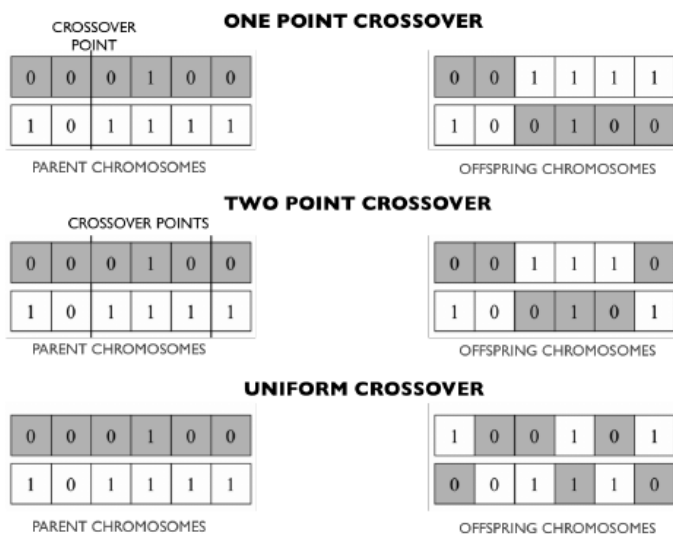 ONE POINT CROSSOVER
CROSSOVER
POINT
0 0 0 1 0 0
1 0 1 1 1 1
PARENT CHROMOSOMES
0 0 1 1 1 1
1 0 0 1 0 0
OFFSPRING CHROMOSOMES
TWO POINT CROSSOVER
CROSSOVER POINTS
0 0 0 1 0 0
1 0 1 1 1 1
PARENT CHROMOSOMES
0 0 1 1 1 0
1 0 0 1 0 1
OFFSPRING CHROMOSOMES
UNIFORM CROSSOVER
0 0 0 1 0 0
1 0 1 1 1 1
PARENT CHROMOSOMES
1 0 0 1 0 1
0 0 1 1 1 0
OFFSPRING CHROMOSOMES